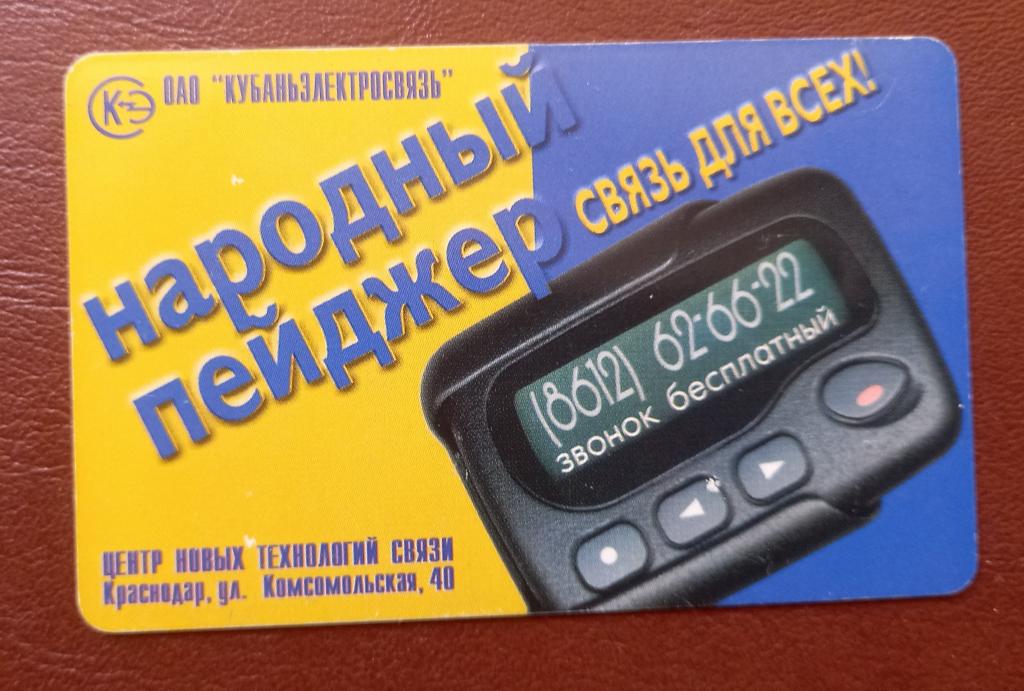 КЭ ОАО "КУБАНЬЭЛЕКТРОСВЯЗЬ"
народный
пейджер
СВЯЗЬ ДЛЯ ВСЕХ!
(8612) 62-66-22
звонок бесплатный
ЦЕНТР НОВЫХ ТЕХНОЛОГИЙ СВЯЗИ
Краснодар, ул. Комсомольская, 40